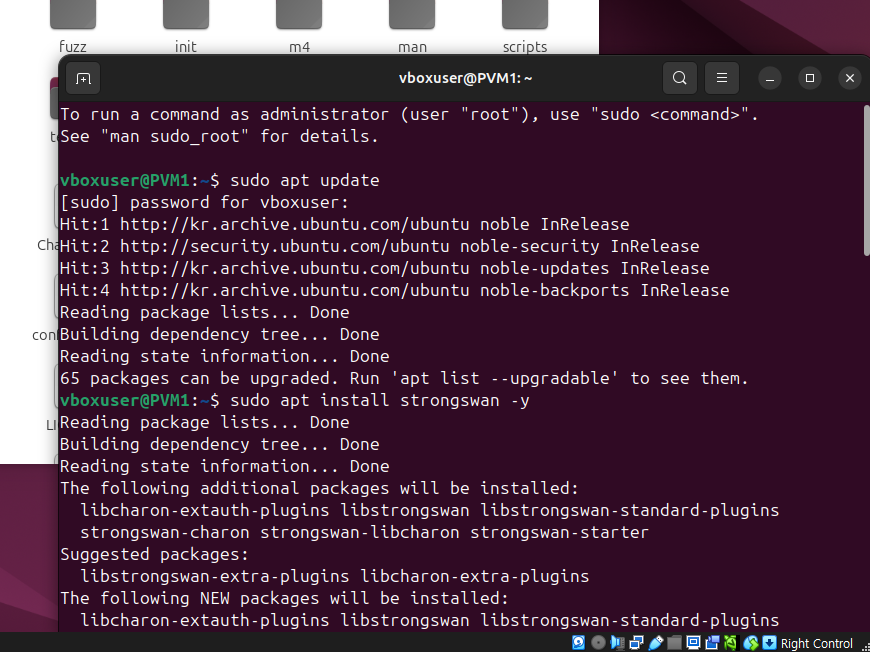 fuzz init m4 man scripts
vboxuser@PVM1: ~
To run a command as administrator (user "root"), use "sudo <command>".
See "man sudo_root" for details.
vboxuser@PVM1:~$ sudo apt update
[sudo] password for vboxuser:
Hit:1 http://kr.archive.ubuntu.com/ubuntu noble InRelease
Hit:2 http://security.ubuntu.com/ubuntu noble-security InRelease
Hit:3 http://kr.archive.ubuntu.com/ubuntu noble-updates InRelease
Hit:4 http://kr.archive.ubuntu.com/ubuntu noble-backports InRelease
Reading package lists... Done
Building dependency tree... Done
Reading state information... Done
65 packages can be upgraded. Run 'apt list --upgradable' to see them.
vboxuser@PVM1:~$ sudo apt install strongswan -y
Reading package lists... Done
Building dependency tree... Done
Reading state information... Done
The following additional packages will be installed:
libcharon-extauth-plugins libstrongswan libstrongswan-standard-plugins
strongswan-charon strongswan-libcharon strongswan-starter
Suggested packages:
libstrongswan-extra-plugins libcharon-extra-plugins
The following NEW packages will be installed:
libcharon-extauth-plugins libstrongswan libstrongswan-standard-plugins
Right Control